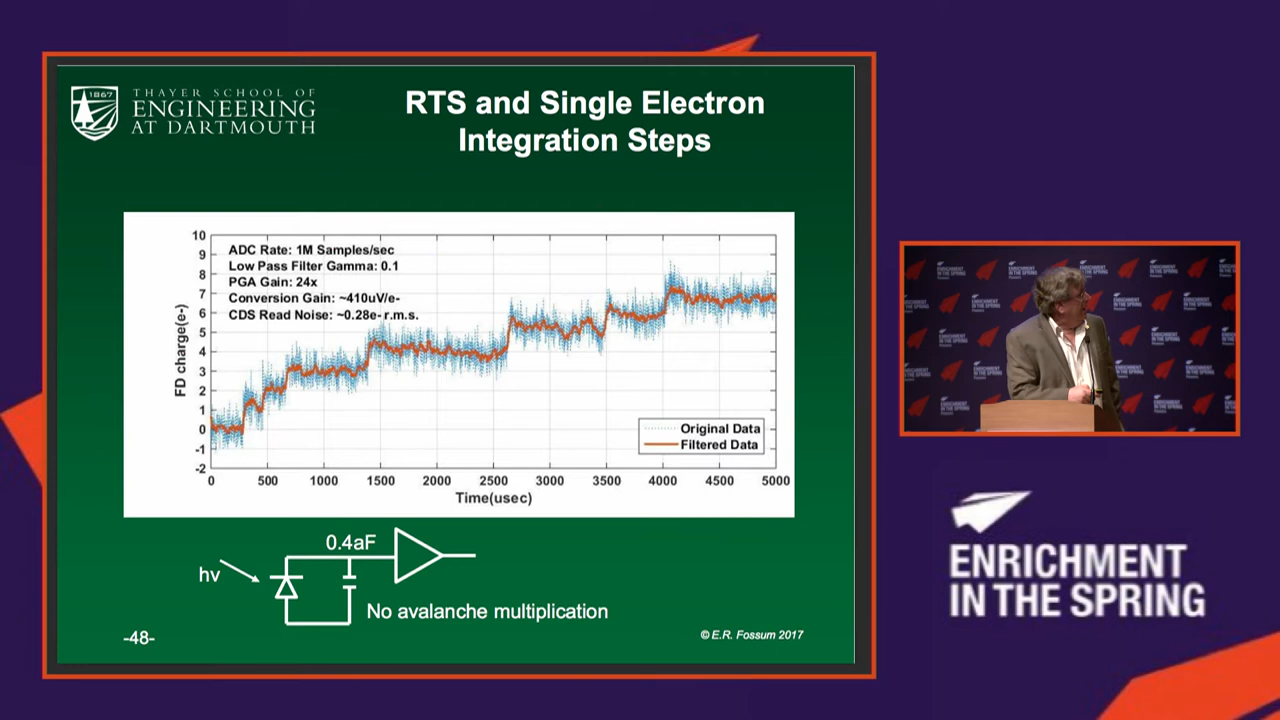 1867
THAYER SCHOOL OF
ENGINEERING
AT DARTMOUTH
RTS and Single Electron
Integration Steps
ADC Rate: 1M Samples/sec
Low Pass Filter Gamma: 0.1
PGA Gain: 24x
Conversion Gain: ~410uV/e-
CDS Read Noise: ~0.28e- r.m.s.
FD charge(e-)
10
9
8
7
6
5
4
3
2
1
0
-1
-2
0 500 1000 1500 2000 2500 3000 3500 4000 4500 5000
Time(usec)
Original Data
Filtered Data
0.4aF
hv
No avalanche multiplication
-48-
© E.R. Fossum 2017
ENRICHMENT
IN THE SPRING
ENRICHMENT
IN THE SPRING